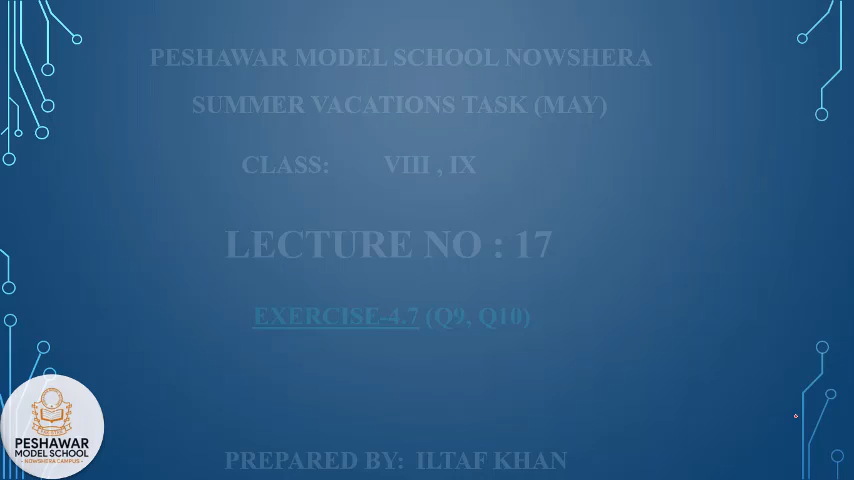 PESHAWAR MODEL SCHOOL NOWSHERA
SUMMER VACATIONS TASK (MAY)
CLASS: VIII , IX
LECTURE NO : 17
EXERCISE-4.7 (Q9, Q10)
PESHAWAR
MODEL SCHOOL
- NOWSHERA CAMPUS -
PREPARED BY: ILTAF KHAN